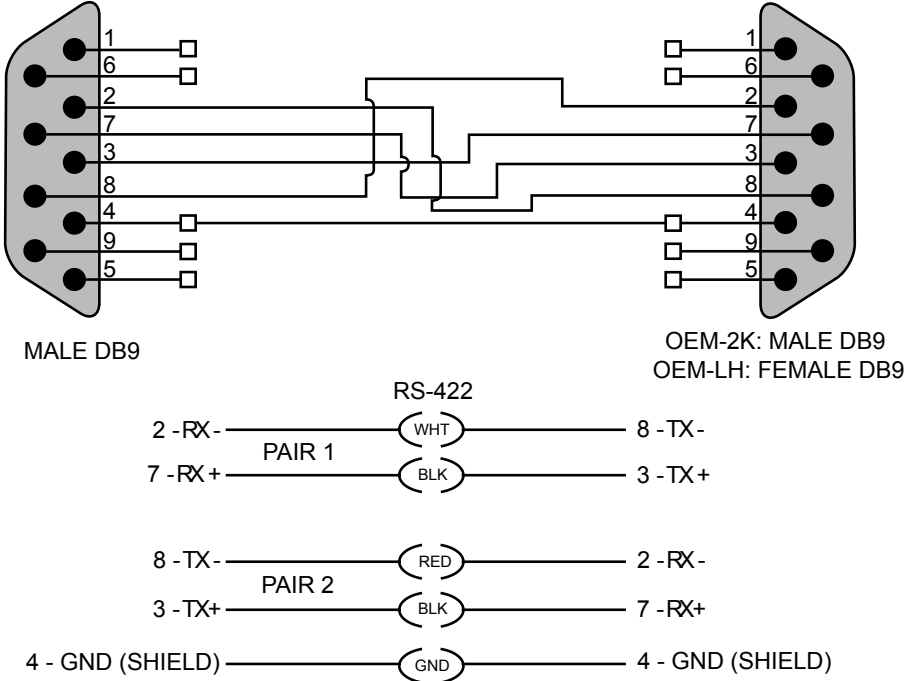 1
6
2
7
3
8
4
9
5
1
6
2
7
3
8
4
9
5
MALE DB9
OEM-2K: MALE DB9
OEM-LH: FEMALE DB9
RS-422
2 -RX- WHT 8 -TX-
PAIR 1
7 -RX+ BLK 3 -TX+
8 -TX- RED 2 -RX-
PAIR 2
3 -TX+ BLK 7 -RX+
4 - GND (SHIELD) GND 4 - GND (SHIELD)